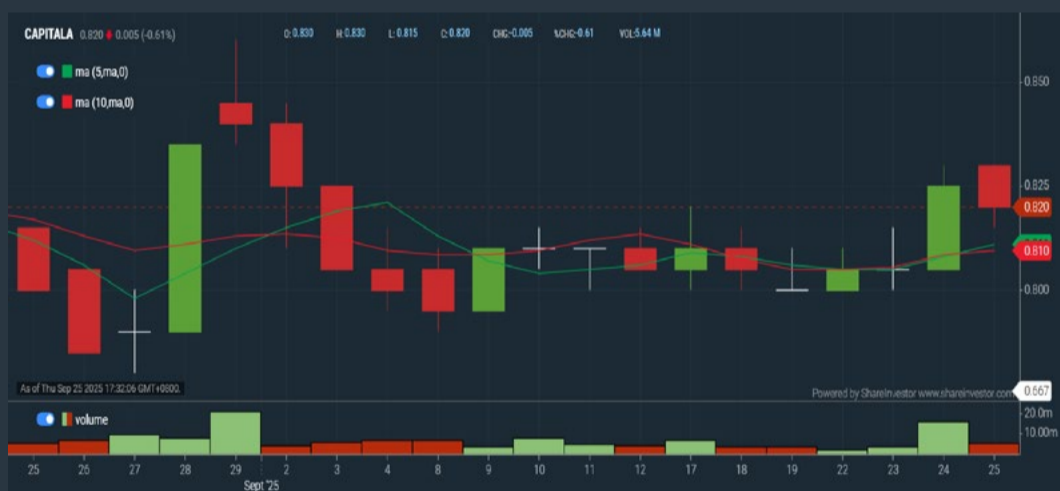 CAPITALA 0.820 0.005 (-0.61%) O: 0.830 H: 0.830 L: 0.815 C: 0.820 CHG:-0.005 %CHG:-0.61 VOL:5.64 M
ma (5,ma,0)
ma (10,ma,0)
0.850
0.825
0.820
0.810
0.800
As of Thu Sep 25 2025 17:32:06 GMT+0800.
Powered by ShareInvestor www.shareinvestor.com
0.667
volume
20.0m
10.00m
25 26 27 28 29 2 3 4 8 9 10 11 12 17 18 19 22 23 24 25
Sept '25